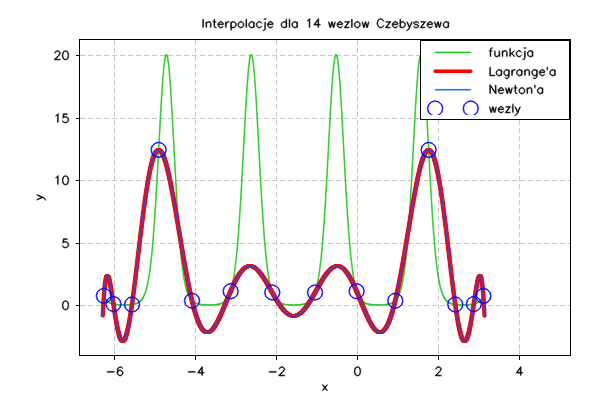 Interpolacje dla 14 wezlow Czebyszewa
funkcja
Lagrange'a
Newton'a
wezly
20
15
10
5
0
y
−6 −4 −2 0 2 4
x